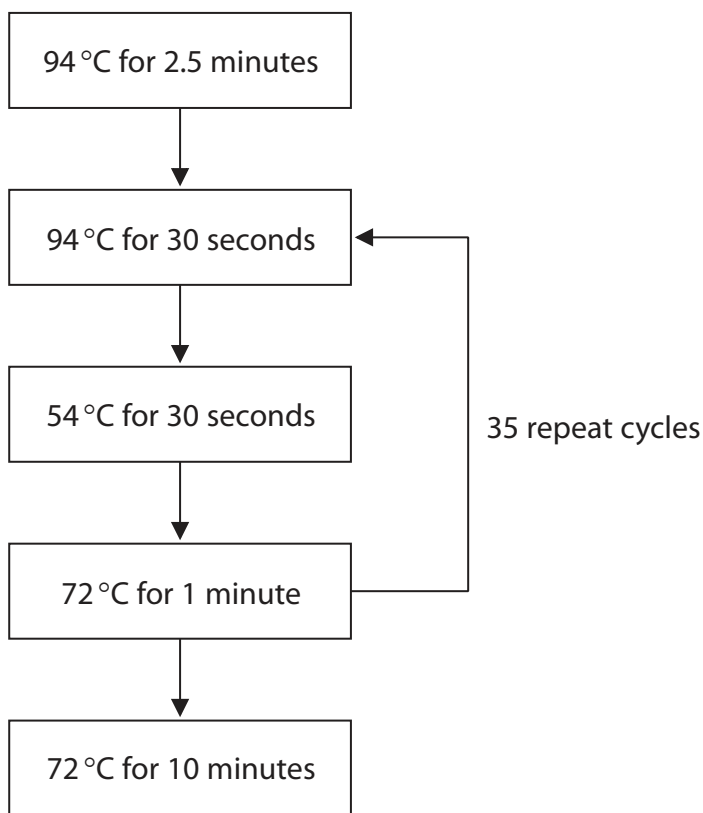 94 °C for 2.5 minutes
94 °C for 30 seconds
54 °C for 30 seconds
35 repeat cycles
72 °C for 1 minute
72 °C for 10 minutes